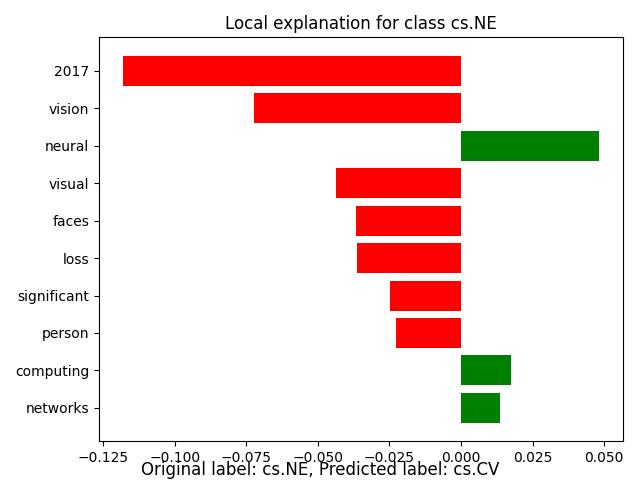 Local explanation for class cs.NE
2017
vision
neural
visual
faces
loss
significant
person
computing
networks
−0.125 −0.100 −0.075 −0.050 −0.025 0.000 0.025 0.050
Original label: cs.NE, Predicted label: cs.CV